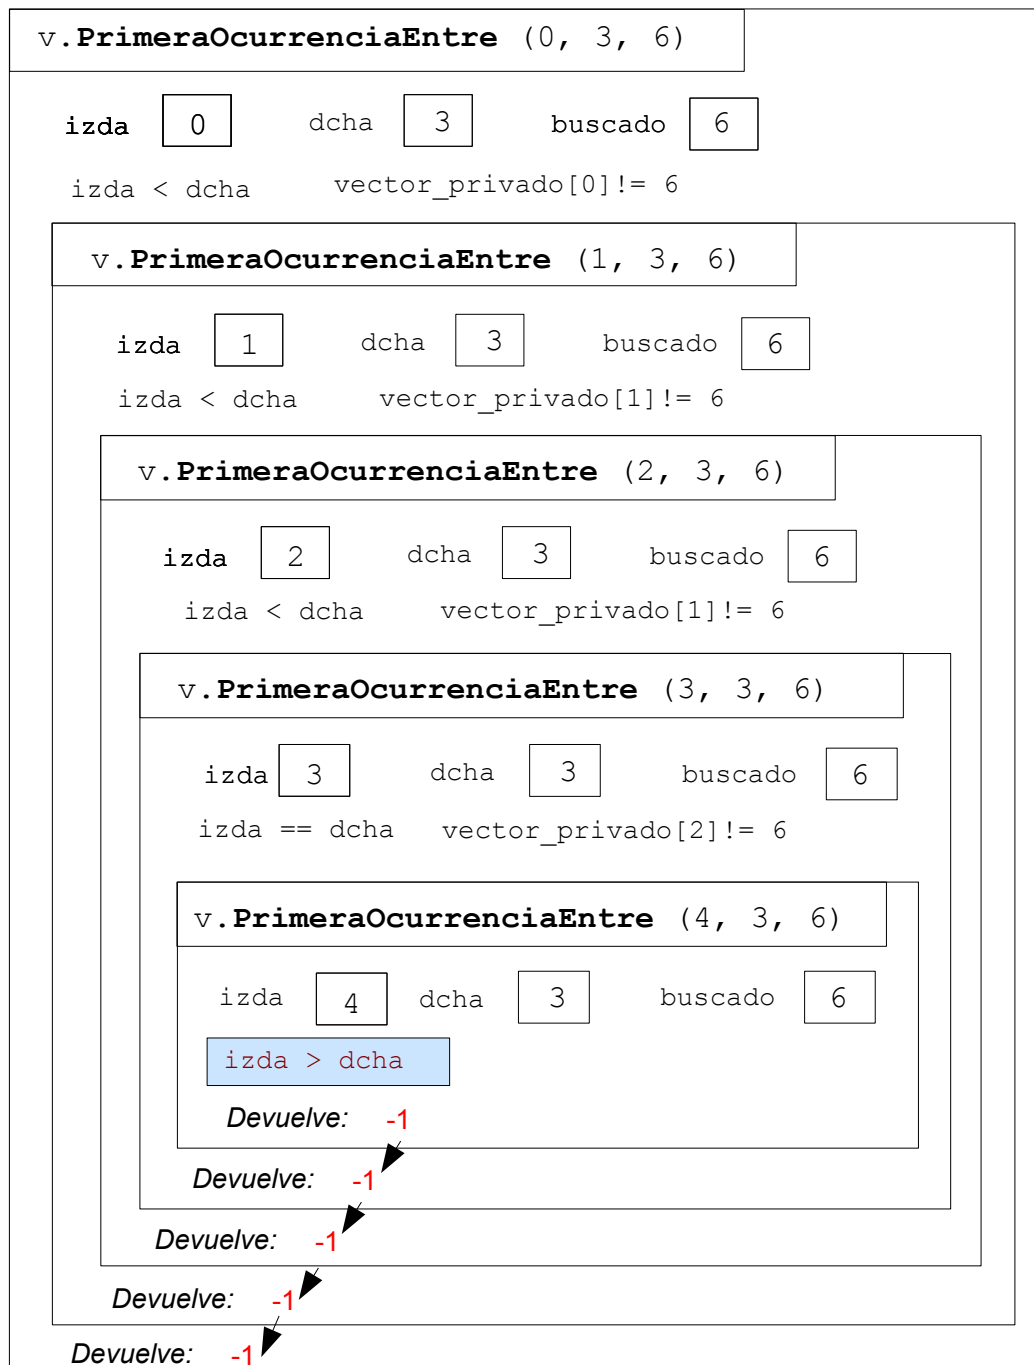 v.PrimeraOcurrenciaEntre (0, 3, 6)
izda 0 dcha 3 buscado 6
izda < dcha vector_privado[0]!= 6
v.PrimeraOcurrenciaEntre (1, 3, 6)
izda 1 dcha 3 buscado 6
izda < dcha vector_privado[1]!= 6
v.PrimeraOcurrenciaEntre (2, 3, 6)
izda 2 dcha 3 buscado 6
izda < dcha vector_privado[1]!= 6
v.PrimeraOcurrenciaEntre (3, 3, 6)
izda 3 dcha 3 buscado 6
izda == dcha vector_privado[2]!= 6
v.PrimeraOcurrenciaEntre (4, 3, 6)
izda 4 dcha 3 buscado 6
izda > dcha
Devuelve: -1
Devuelve: -1
Devuelve: -1
Devuelve: -1
Devuelve: -1